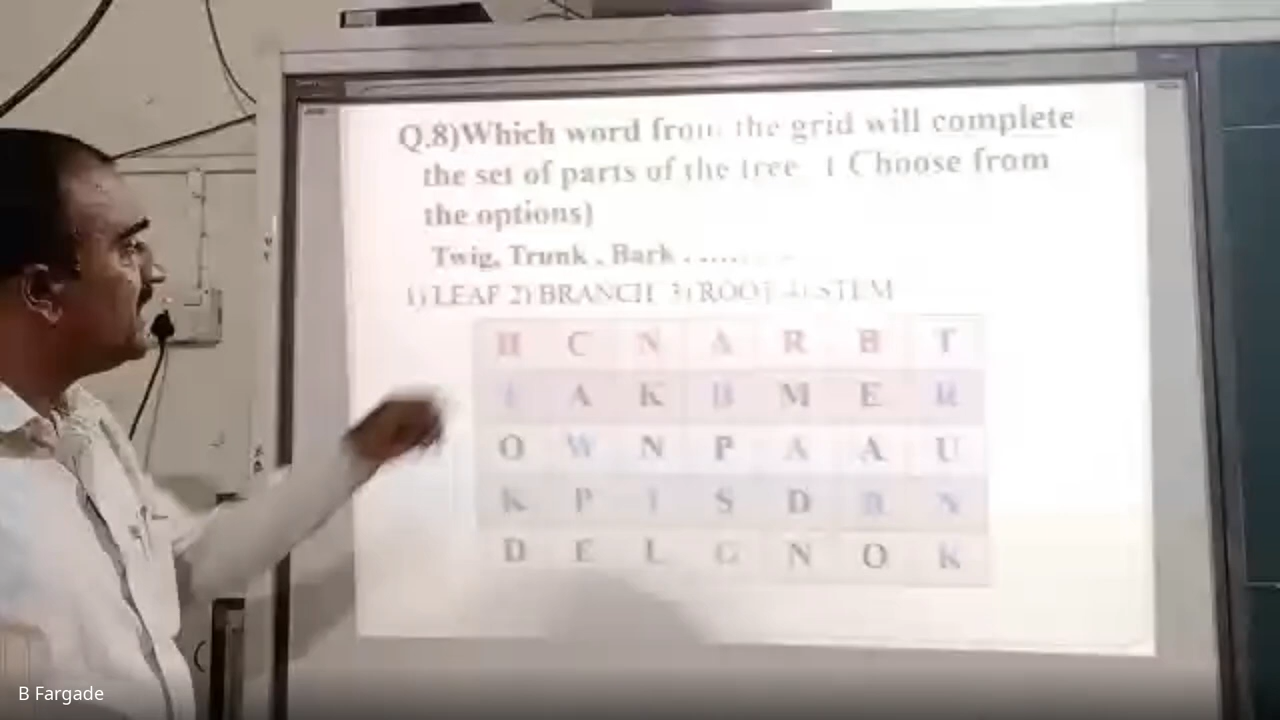 Q.8)Which word from the grid will complete
the set of parts of the tree ( Choose from
the options)
Twig, Trunk , Bark , ........
1) LEAF 2) BRANCH 3) ROOT 4) STEM
H C N A R B T
I A K B M E R
O W N P A A U
K P I S D R N
D E L G N O K
B Fargade